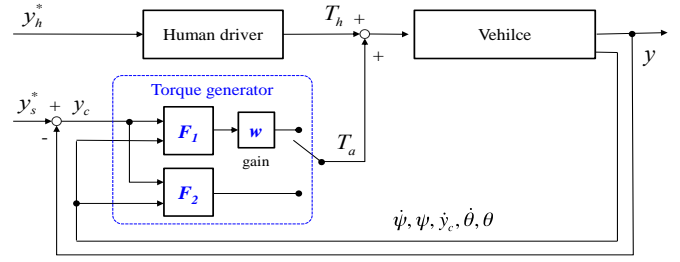 y*h
Human driver
Th
+
+
Vehilce
y
Torque generator
y*s
+
-
yc
F1
w
gain
F2
Ta
ψ̇, ψ, ẏc, θ̇, θ